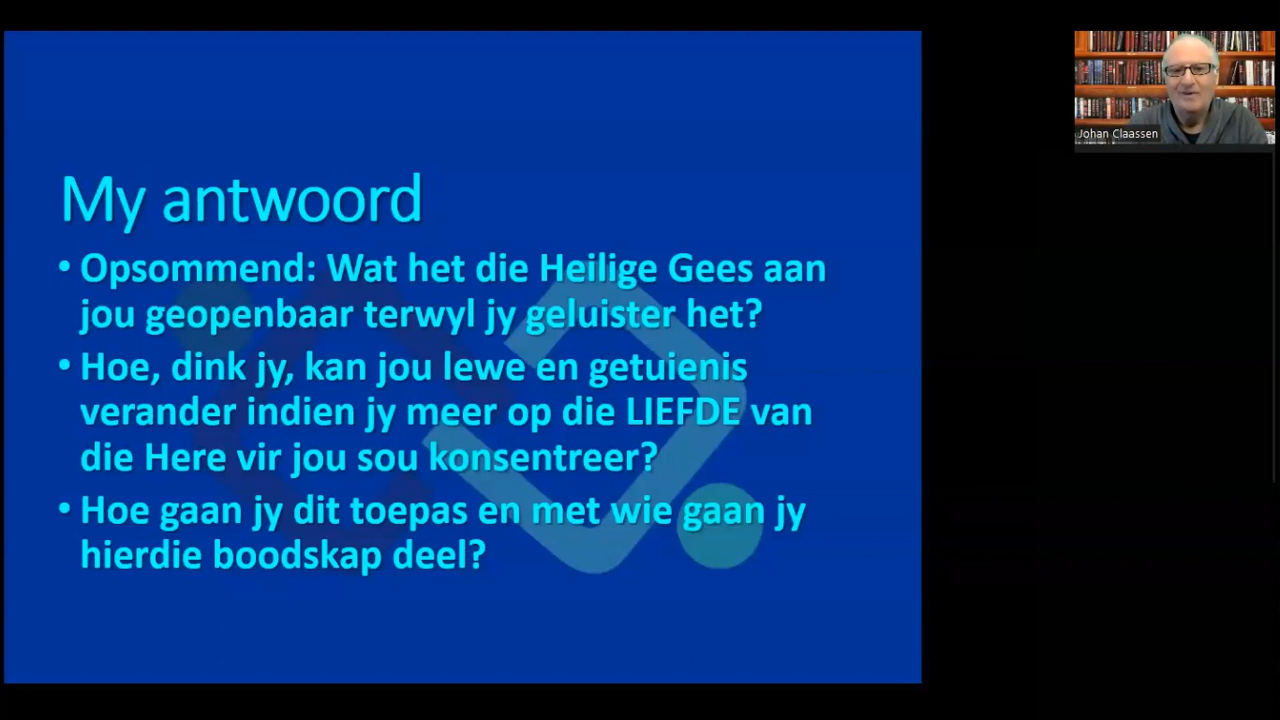 My antwoord
• Opsommend: Wat het die Heilige Gees aan
jou geopenbaar terwyl jy geluister het?
• Hoe, dink jy, kan jou lewe en getuienis
verander indien jy meer op die LIEFDE van
die Here vir jou sou konsentreer?
• Hoe gaan jy dit toepas en met wie gaan jy
hierdie boodskap deel?
Johan Claassen